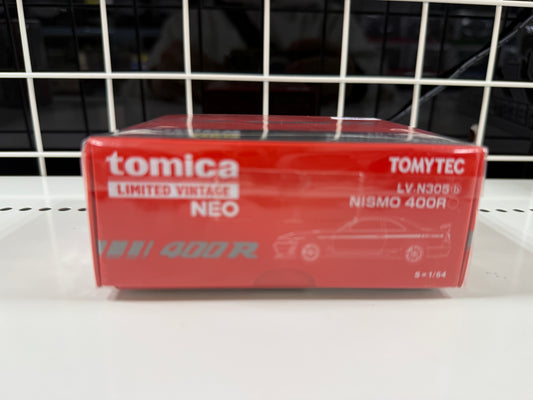 tomica
LIMITED VINTAGE
NEO
400R
TOMYTEC
LV-N305 b
NISMO 400R
S=1/64